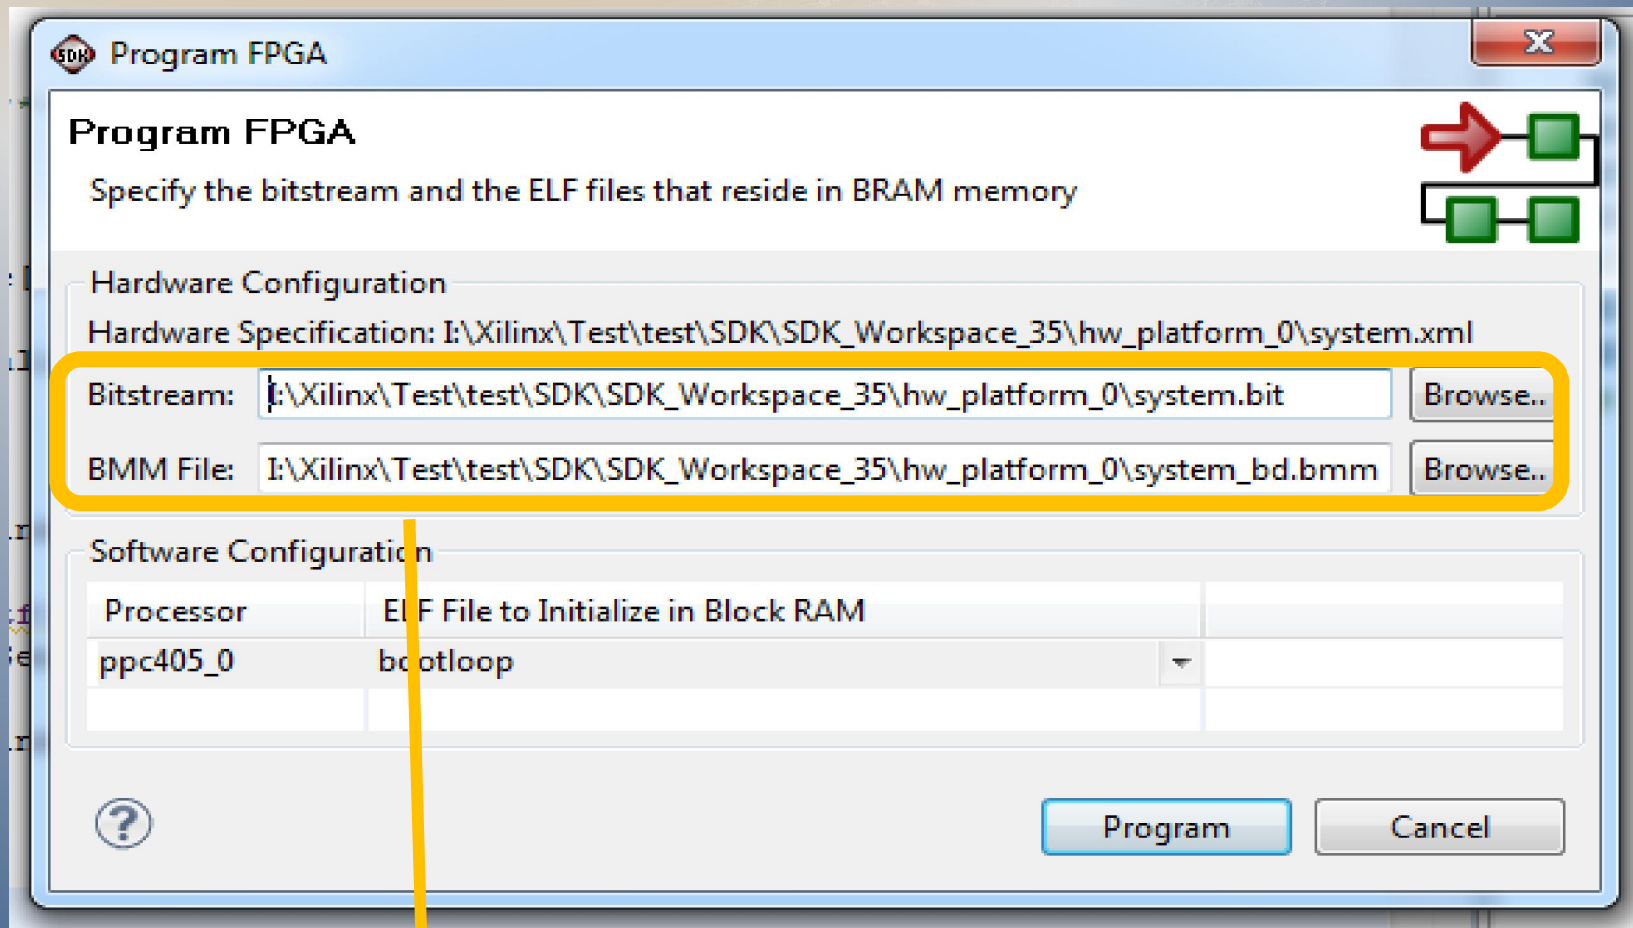 SDK Program FPGA
Program FPGA
Specify the bitstream and the ELF files that reside in BRAM memory
Hardware Configuration
Hardware Specification: I:\Xilinx\Test\test\SDK\SDK_Workspace_35\hw_platform_0\system.xml
Bitstream: I:\Xilinx\Test\test\SDK\SDK_Workspace_35\hw_platform_0\system.bit Browse..
BMM File: I:\Xilinx\Test\test\SDK\SDK_Workspace_35\hw_platform_0\system_bd.bmm Browse..
Software Configuration
Processor ELF File to Initialize in Block RAM
ppc405_0 bootloop
? Program Cancel